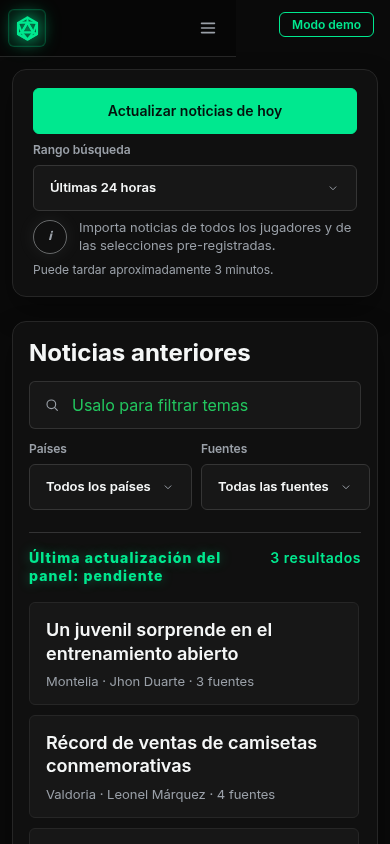 Modo demo
Actualizar noticias de hoy
Rango búsqueda
Últimas 24 horas
i
Importa noticias de todos los jugadores y de
las selecciones pre-registradas.
Puede tardar aproximadamente 3 minutos.
Noticias anteriores
Usalo para filtrar temas
Países
Fuentes
Todos los países
Todas las fuentes
Última actualización del
panel: pendiente
3 resultados
Un juvenil sorprende en el
entrenamiento abierto
Montelia · Jhon Duarte · 3 fuentes
Récord de ventas de camisetas
conmemorativas
Valdoria · Leonel Márquez · 4 fuentes